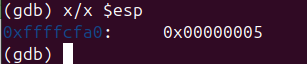 (gdb) x/x $esp
0xffffcfa0:	0x00000005
(gdb)